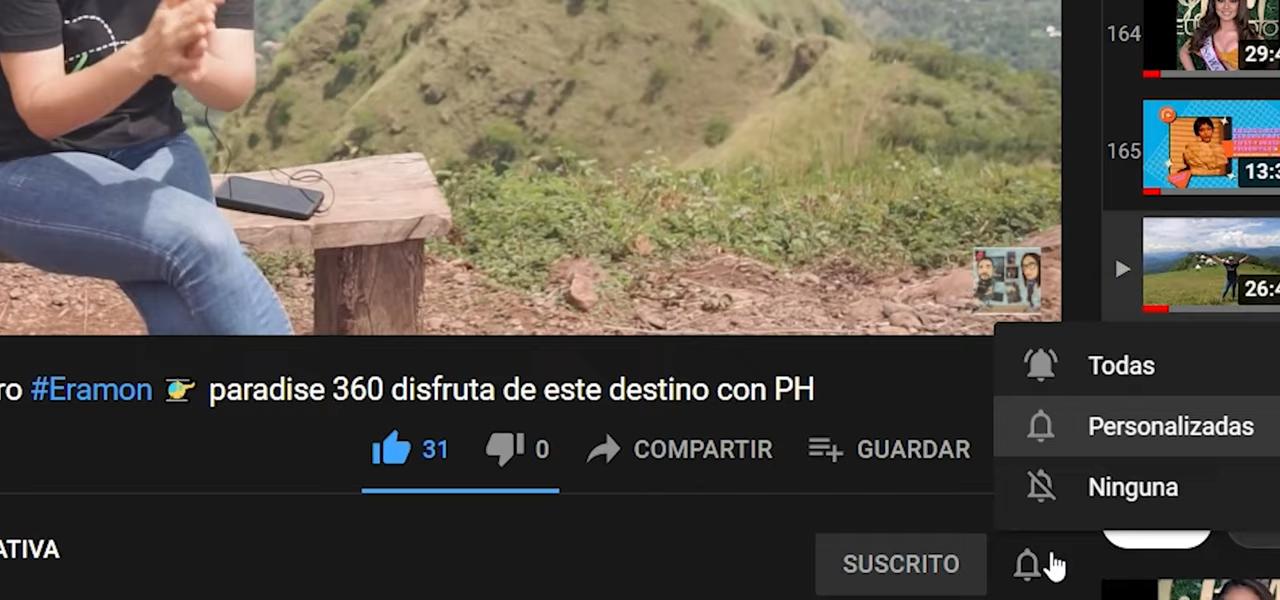 164
29:4
165
13:3
26:4
ro #Eramon paradise 360 disfruta de este destino con PH
31 0 COMPARTIR GUARDAR
Todas
Personalizadas
Ninguna
ATIVA
SUSCRITO